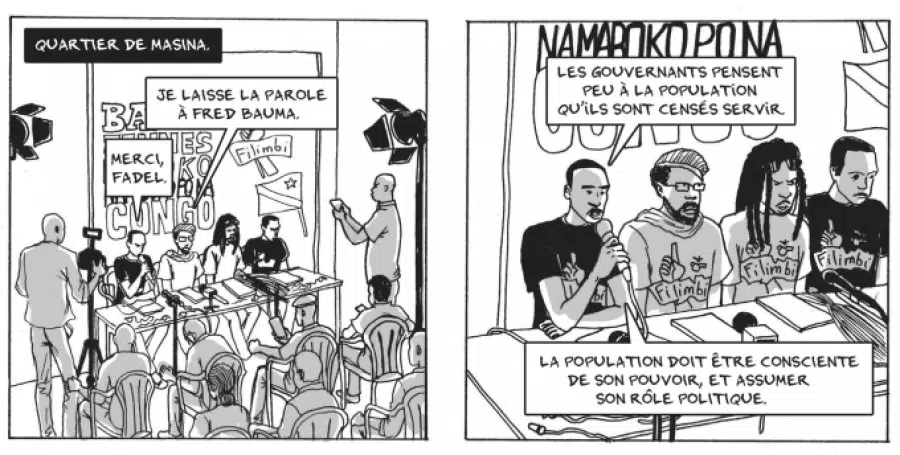 QUARTIER DE MASINA.
JE LAISSE LA PAROLE
À FRED BAUMA.
MERCI,
FADEL.
Filimbi
CONGO
NAMABOKO PONA
LES GOUVERNANTS PENSENT
PEU À LA POPULATION
QU'ILS SONT CENSÉS SERVIR.
Filimbi
Filimbi
Filimbi
LA POPULATION DOIT ÊTRE CONSCIENTE
DE SON POUVOIR, ET ASSUMER
SON RÔLE POLITIQUE.